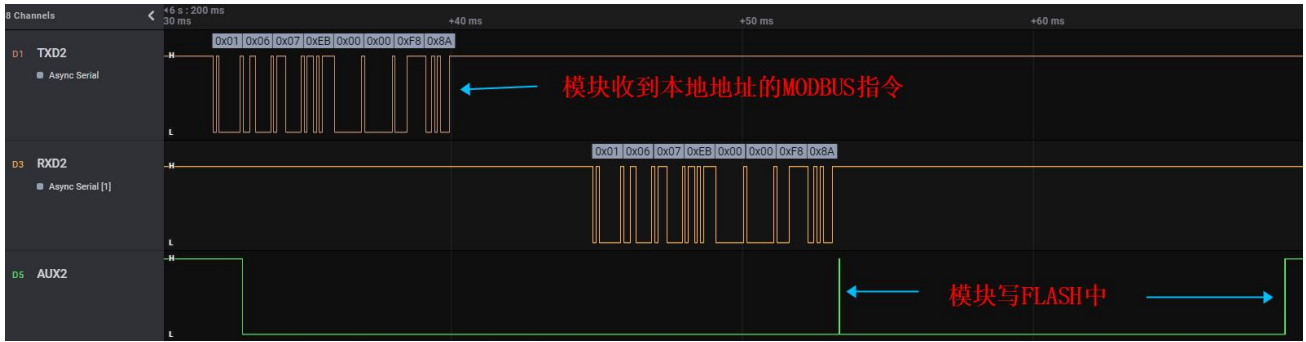 8 Channels
6 s : 200 ms
30 ms
+40 ms
+50 ms
+60 ms
0x01 0x06 0x07 0xEB 0x00 0x00 0xF8 0x8A
D1 TXD2
H
Async Serial
模块收到本地地址的MODBUS指令
L
0x01 0x06 0x07 0xEB 0x00 0x00 0xF8 0x8A
D3 RXD2
H
Async Serial [1]
L
H
D5 AUX2
模块写FLASH中
L